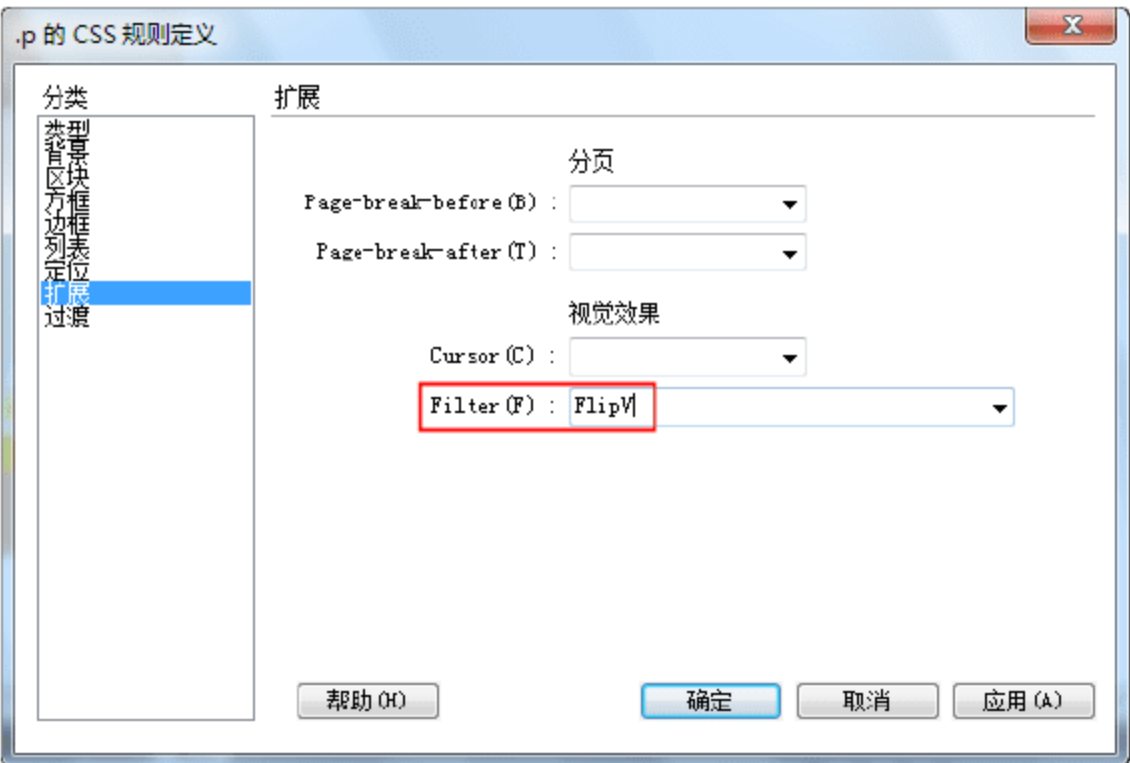 .p 的 CSS 规则定义
分类
类型
背景
区块
方框
边框
列表
定位
扩展
过渡
扩展
分页
Page-break-before(B) :
Page-break-after(T) :
视觉效果
Cursor(C) :
Filter(F) : FlipV
帮助(H)
确定
取消
应用(A)